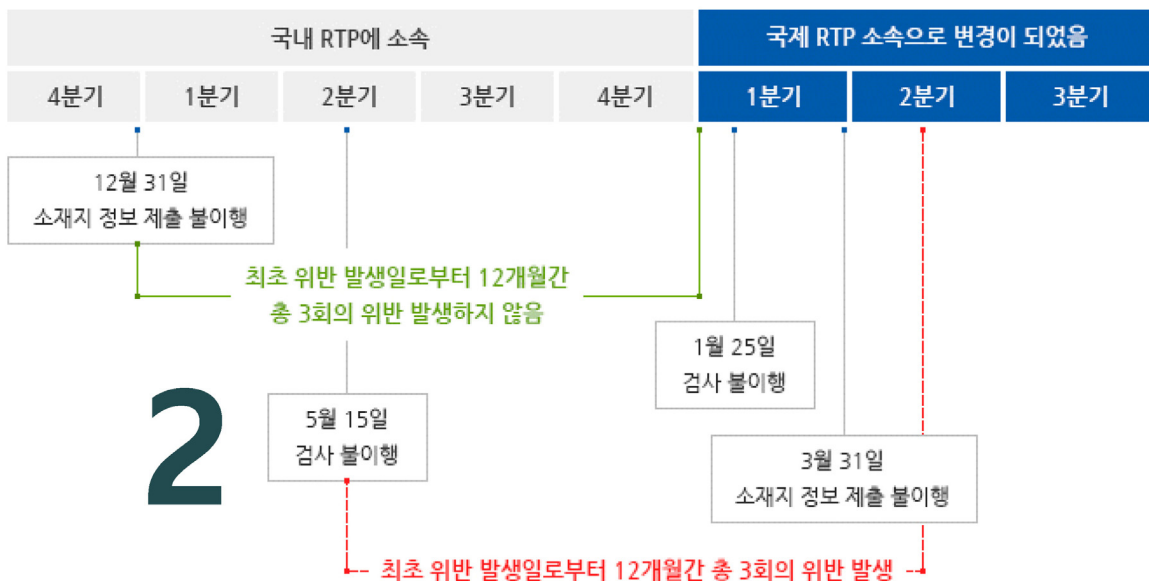 국내 RTP에 소속
국제 RTP 소속으로 변경이 되었음
4분기
1분기
2분기
3분기
4분기
1분기
2분기
3분기
12월 31일
소재지 정보 제출 불이행
최초 위반 발생일로부터 12개월간
총 3회의 위반 발생하지 않음
1월 25일
검사 불이행
2
5월 15일
검사 불이행
3월 31일
소재지 정보 제출 불이행
최초 위반 발생일로부터 12개월간 총 3회의 위반 발생